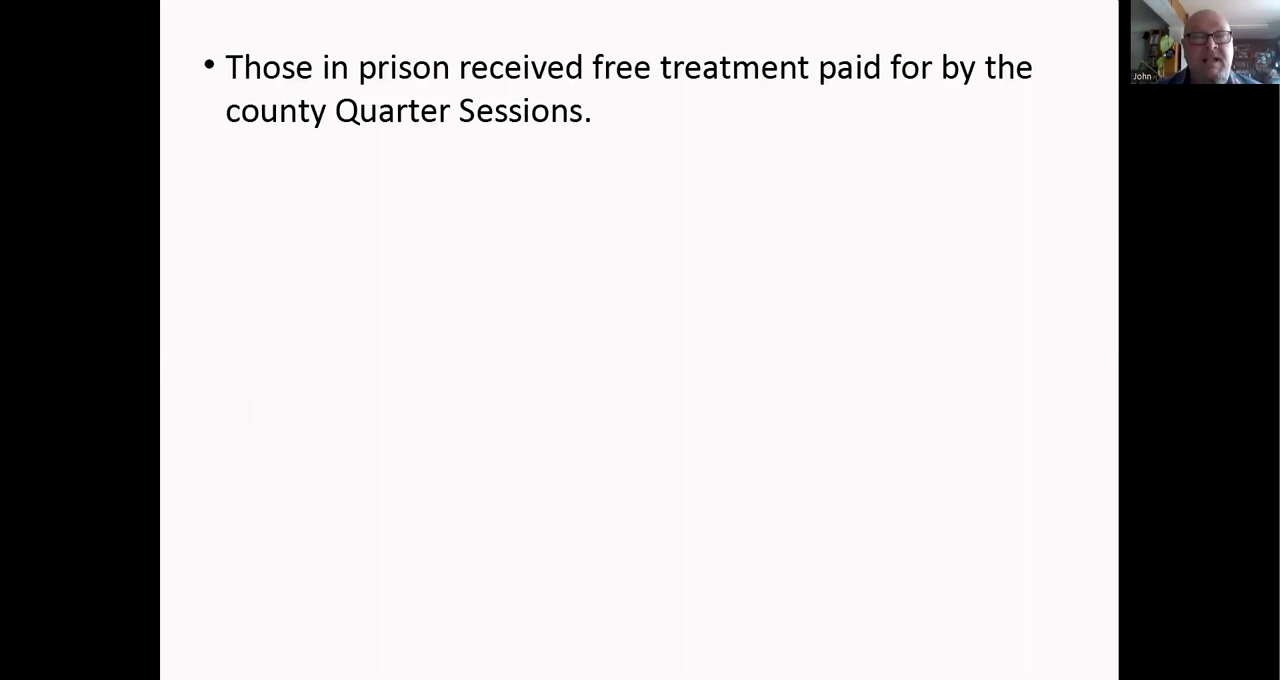 • Those in prison received free treatment paid for by the
county Quarter Sessions.
John